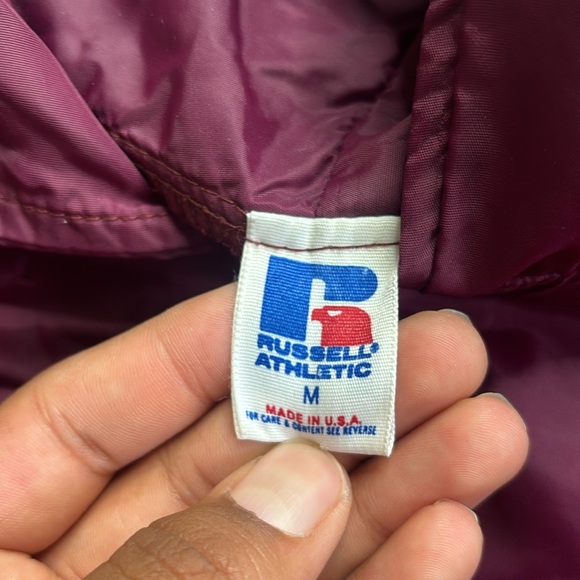 R
RUSSELL®
ATHLETIC
M
MADE IN U.S.A.
FOR CARE & CONTENT SEE REVERSE